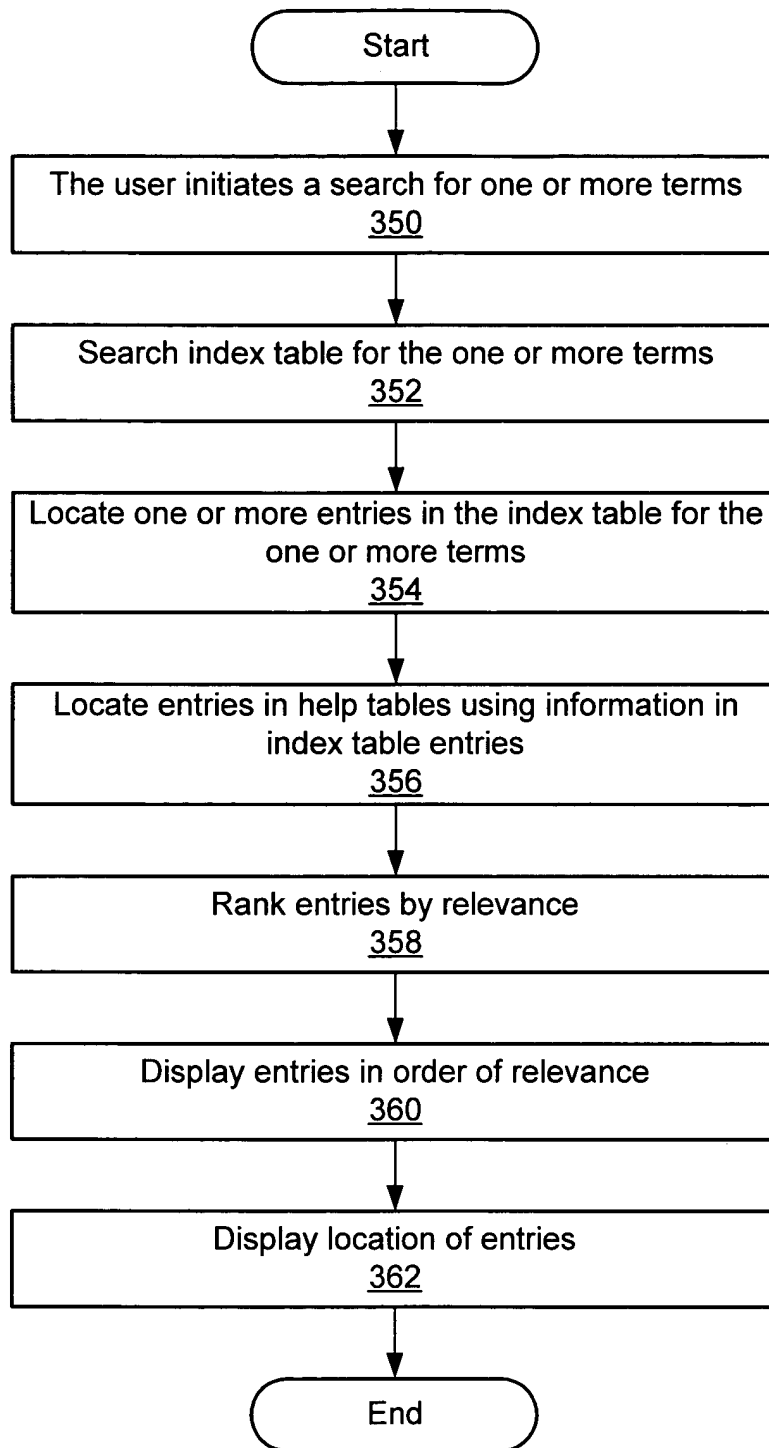 Start
The user initiates a search for one or more terms
350
Search index table for the one or more terms
352
Locate one or more entries in the index table for the
one or more terms
354
Locate entries in help tables using information in
index table entries
356
Rank entries by relevance
358
Display entries in order of relevance
360
Display location of entries
362
End